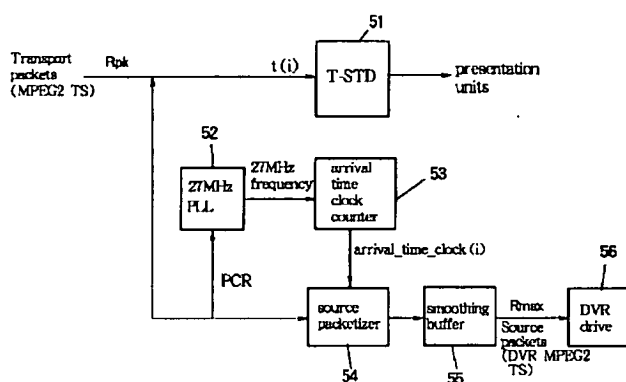 51
Transport
packets
(MPEG2 TS)
Rpk
t(i)
T-STD
presentation
units
52
27MHz
PLL
27MHz
frequency
arrival
time
clock
counter
53
arrival_time_clock(i)
PCR
source
packetizer
54
smoothing
buffer
55
Rmax
Source
packets
(DVR MPEG2
TS)
56
DVR
drive